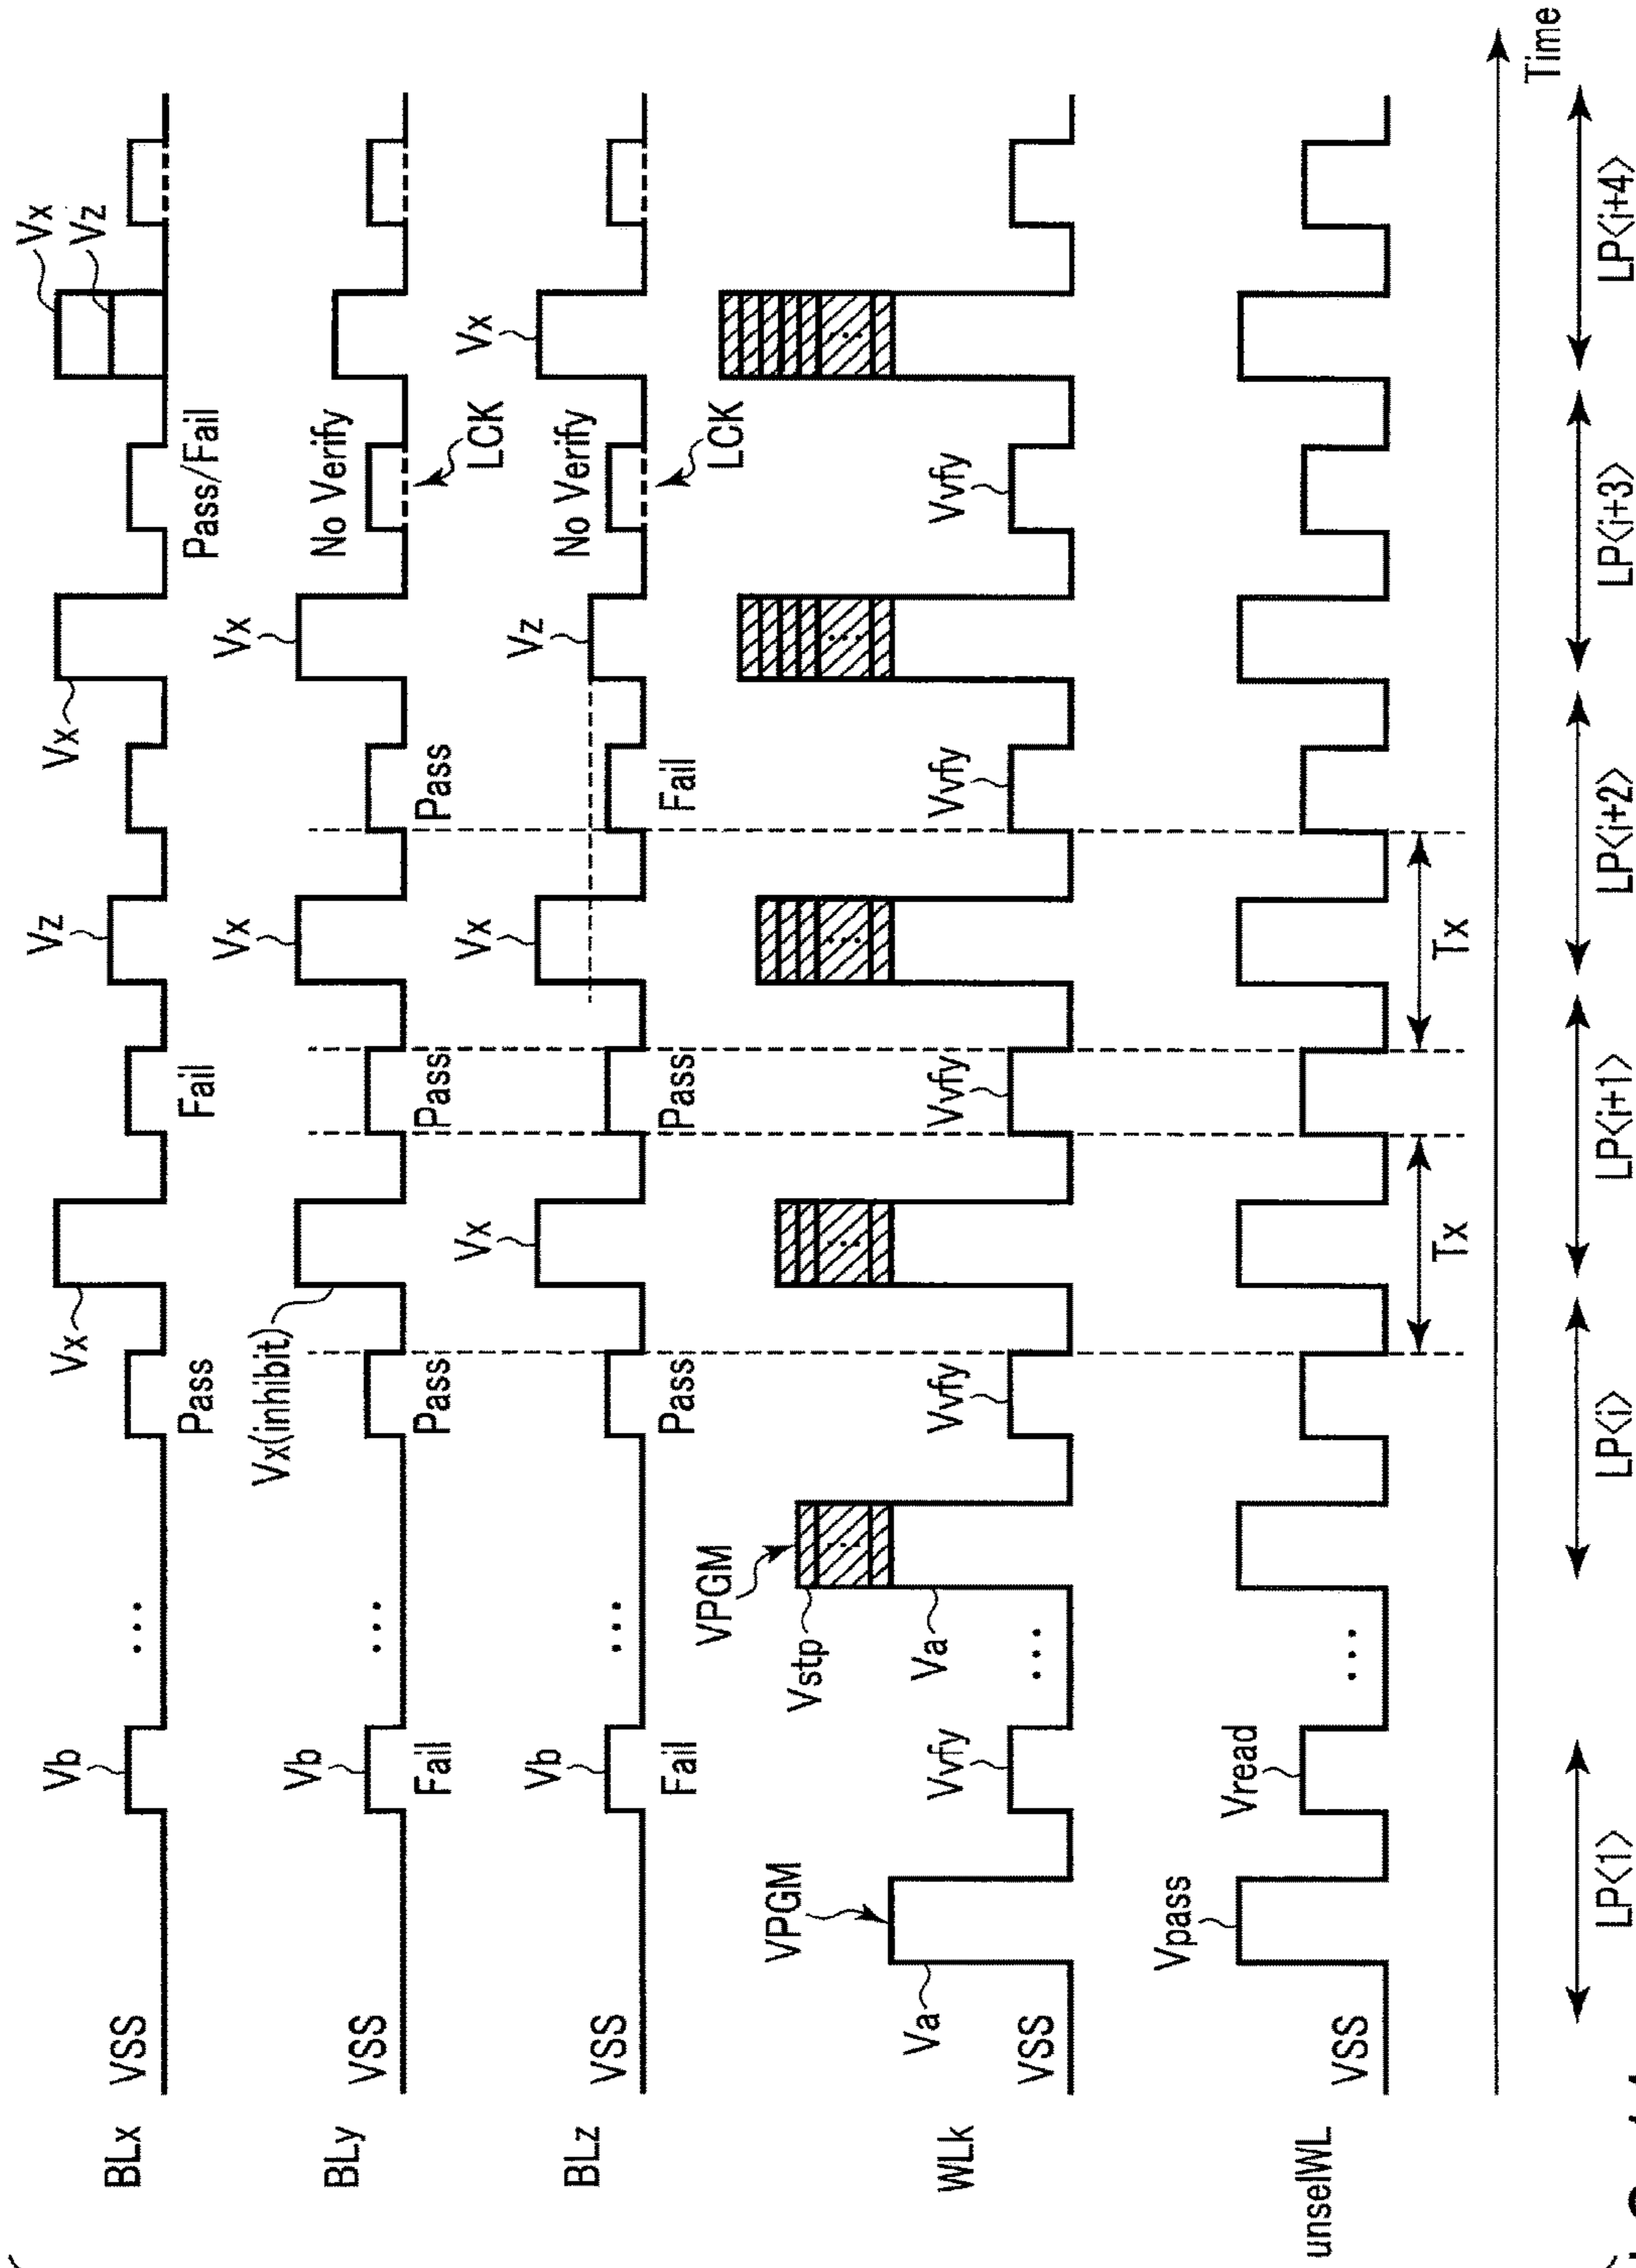 Vx
Vz
Vb
Vx
Vz
Vx
BLx
VSS
...
Pass
Fail
Pass/Fail
Vb
Vx(inhibit)
Vx
Vx
BLy
VSS
...
Fail
Pass
Pass
Pass
No Verify
LCK
Vb
Vx
Vx
Vz
Vx
BLz
VSS
...
Fail
Pass
Pass
Fail
No Verify
LCK
VPGM
VPGM
Va
Vstp
Va
Vvfy
Vvfy
Vvfy
Vvfy
Vvfy
WLk
VSS
...
Vpass
Vread
unselWL
VSS
...
Tx
Tx
Time
LP<1>
LP<i>
LP<i+1>
LP<i+2>
LP<i+3>
LP<i+4>